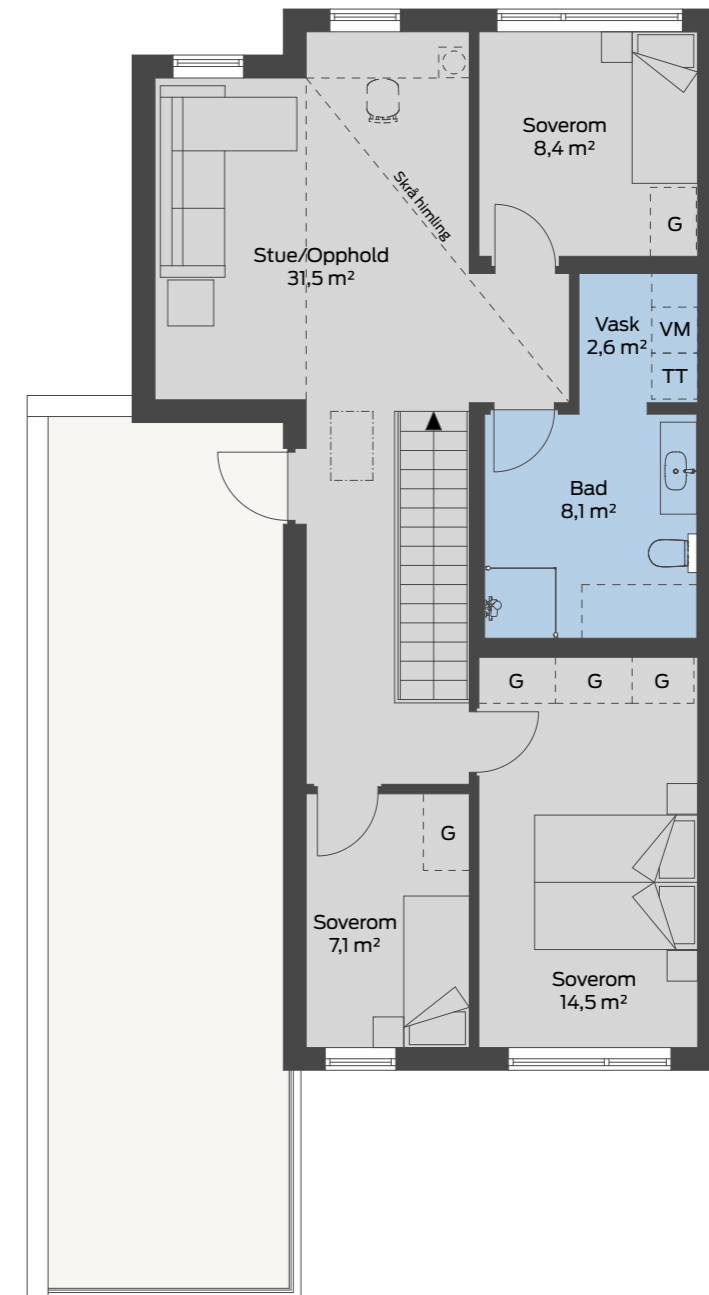 Soverom
8,4 m²
G
Skrå himling
Stue/Opphold
31,5 m²
Vask
2,6 m²
VM
TT
Bad
8,1 m²
G
G
G
G
Soverom
7,1 m²
Soverom
14,5 m²